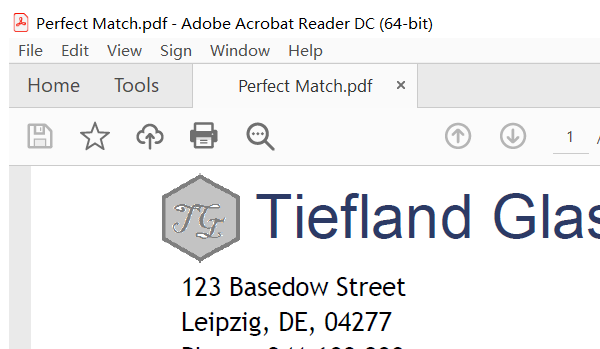 Perfect Match.pdf - Adobe Acrobat Reader DC (64-bit)
File Edit View Sign Window Help
Home Tools Perfect Match.pdf ×
1 /
TG Tiefland Glas
123 Basedow Street
Leipzig, DE, 04277